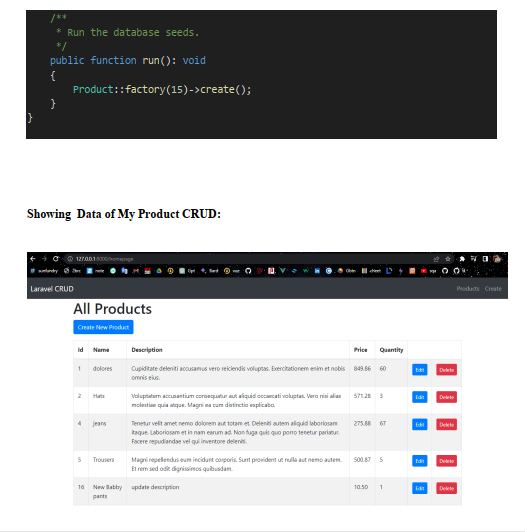 /**
* Run the database seeds.
*/
public function run(): void
{
Product::factory(15)->create();
}
}
Showing Data of My Product CRUD:
127.0.0.1:8000/homepage
Laravel CRUD Products Create
All Products
Create New Product
Id Name Description Price Quantity
1 dolores Cupiditate deleniti accusamus vero reiciendis voluptas. Exercitationem enim et nobis 849.86 60 Edit Delete
omnis eius.
2 Hats Voluptatem accusantium consequatur aut aliquid occaecati voluptas. Vero nisi alias 571.28 3 Edit Delete
molestiae quia atque. Magni ea cum distinctio explicabo.
4 Jeans Tenetur velit amet nemo dolorem aut totam et. Deleniti autem aliquid laboriosam 275.88 67 Edit Delete
itaque. Laboriosam et in nam earum ad. Non fuga quis quo porro tenetur pariatur.
Facere repudiandae vel qui inventore deleniti.
5 Trousers Magni repellendus eum incidunt corporis. Sunt provident ut nulla aut nemo autem. 500.87 5 Edit Delete
Et rem sed odit dignissimos quibusdam.
16 New Babby update description 10.50 1 Edit Delete
pants